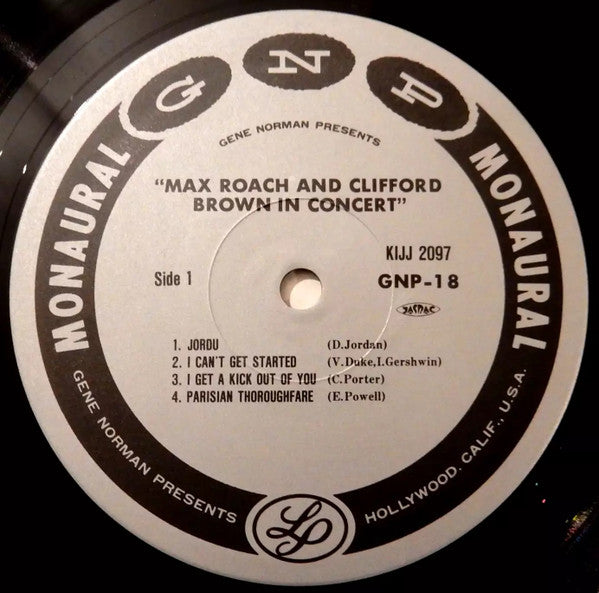 G N P
GENE NORMAN PRESENTS
"MAX ROACH AND CLIFFORD
BROWN IN CONCERT"
MONAURAL
MONAURAL
KIJJ 2097
Side 1
GNP-18
JASRAC
1. JORDU (D.Jordan)
2. I CAN'T GET STARTED (V.Duke,I.Gershwin)
3. I GET A KICK OUT OF YOU (C.Porter)
4. PARISIAN THOROUGHFARE (E.Powell)
GENE NORMAN PRESENTS
HOLLYWOOD, CALIF., U.S.A.
LP